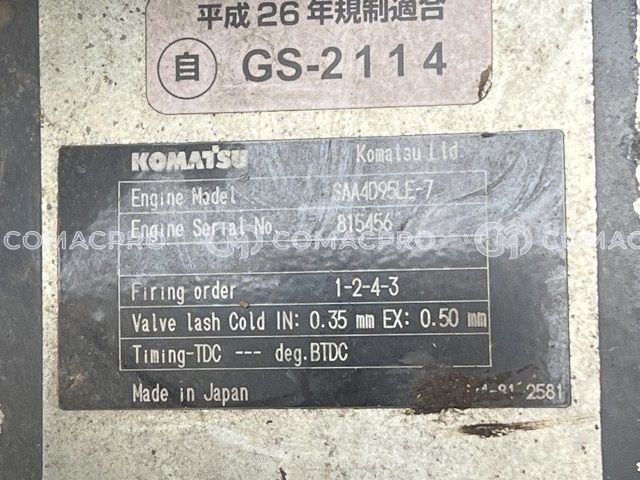 平成26年規制適合
自 GS-2114
KOMATSU Komatsu Ltd
Engine Model SAA4D95LE-7
Engine Serial No. 815456
COMACPRO COMACPRO COMACPRO
Firing order 1-2-4-3
Valve lash Cold IN: 0.35 mm EX: 0.50 mm
Timing-TDC --- deg.BTDC
Made in Japan